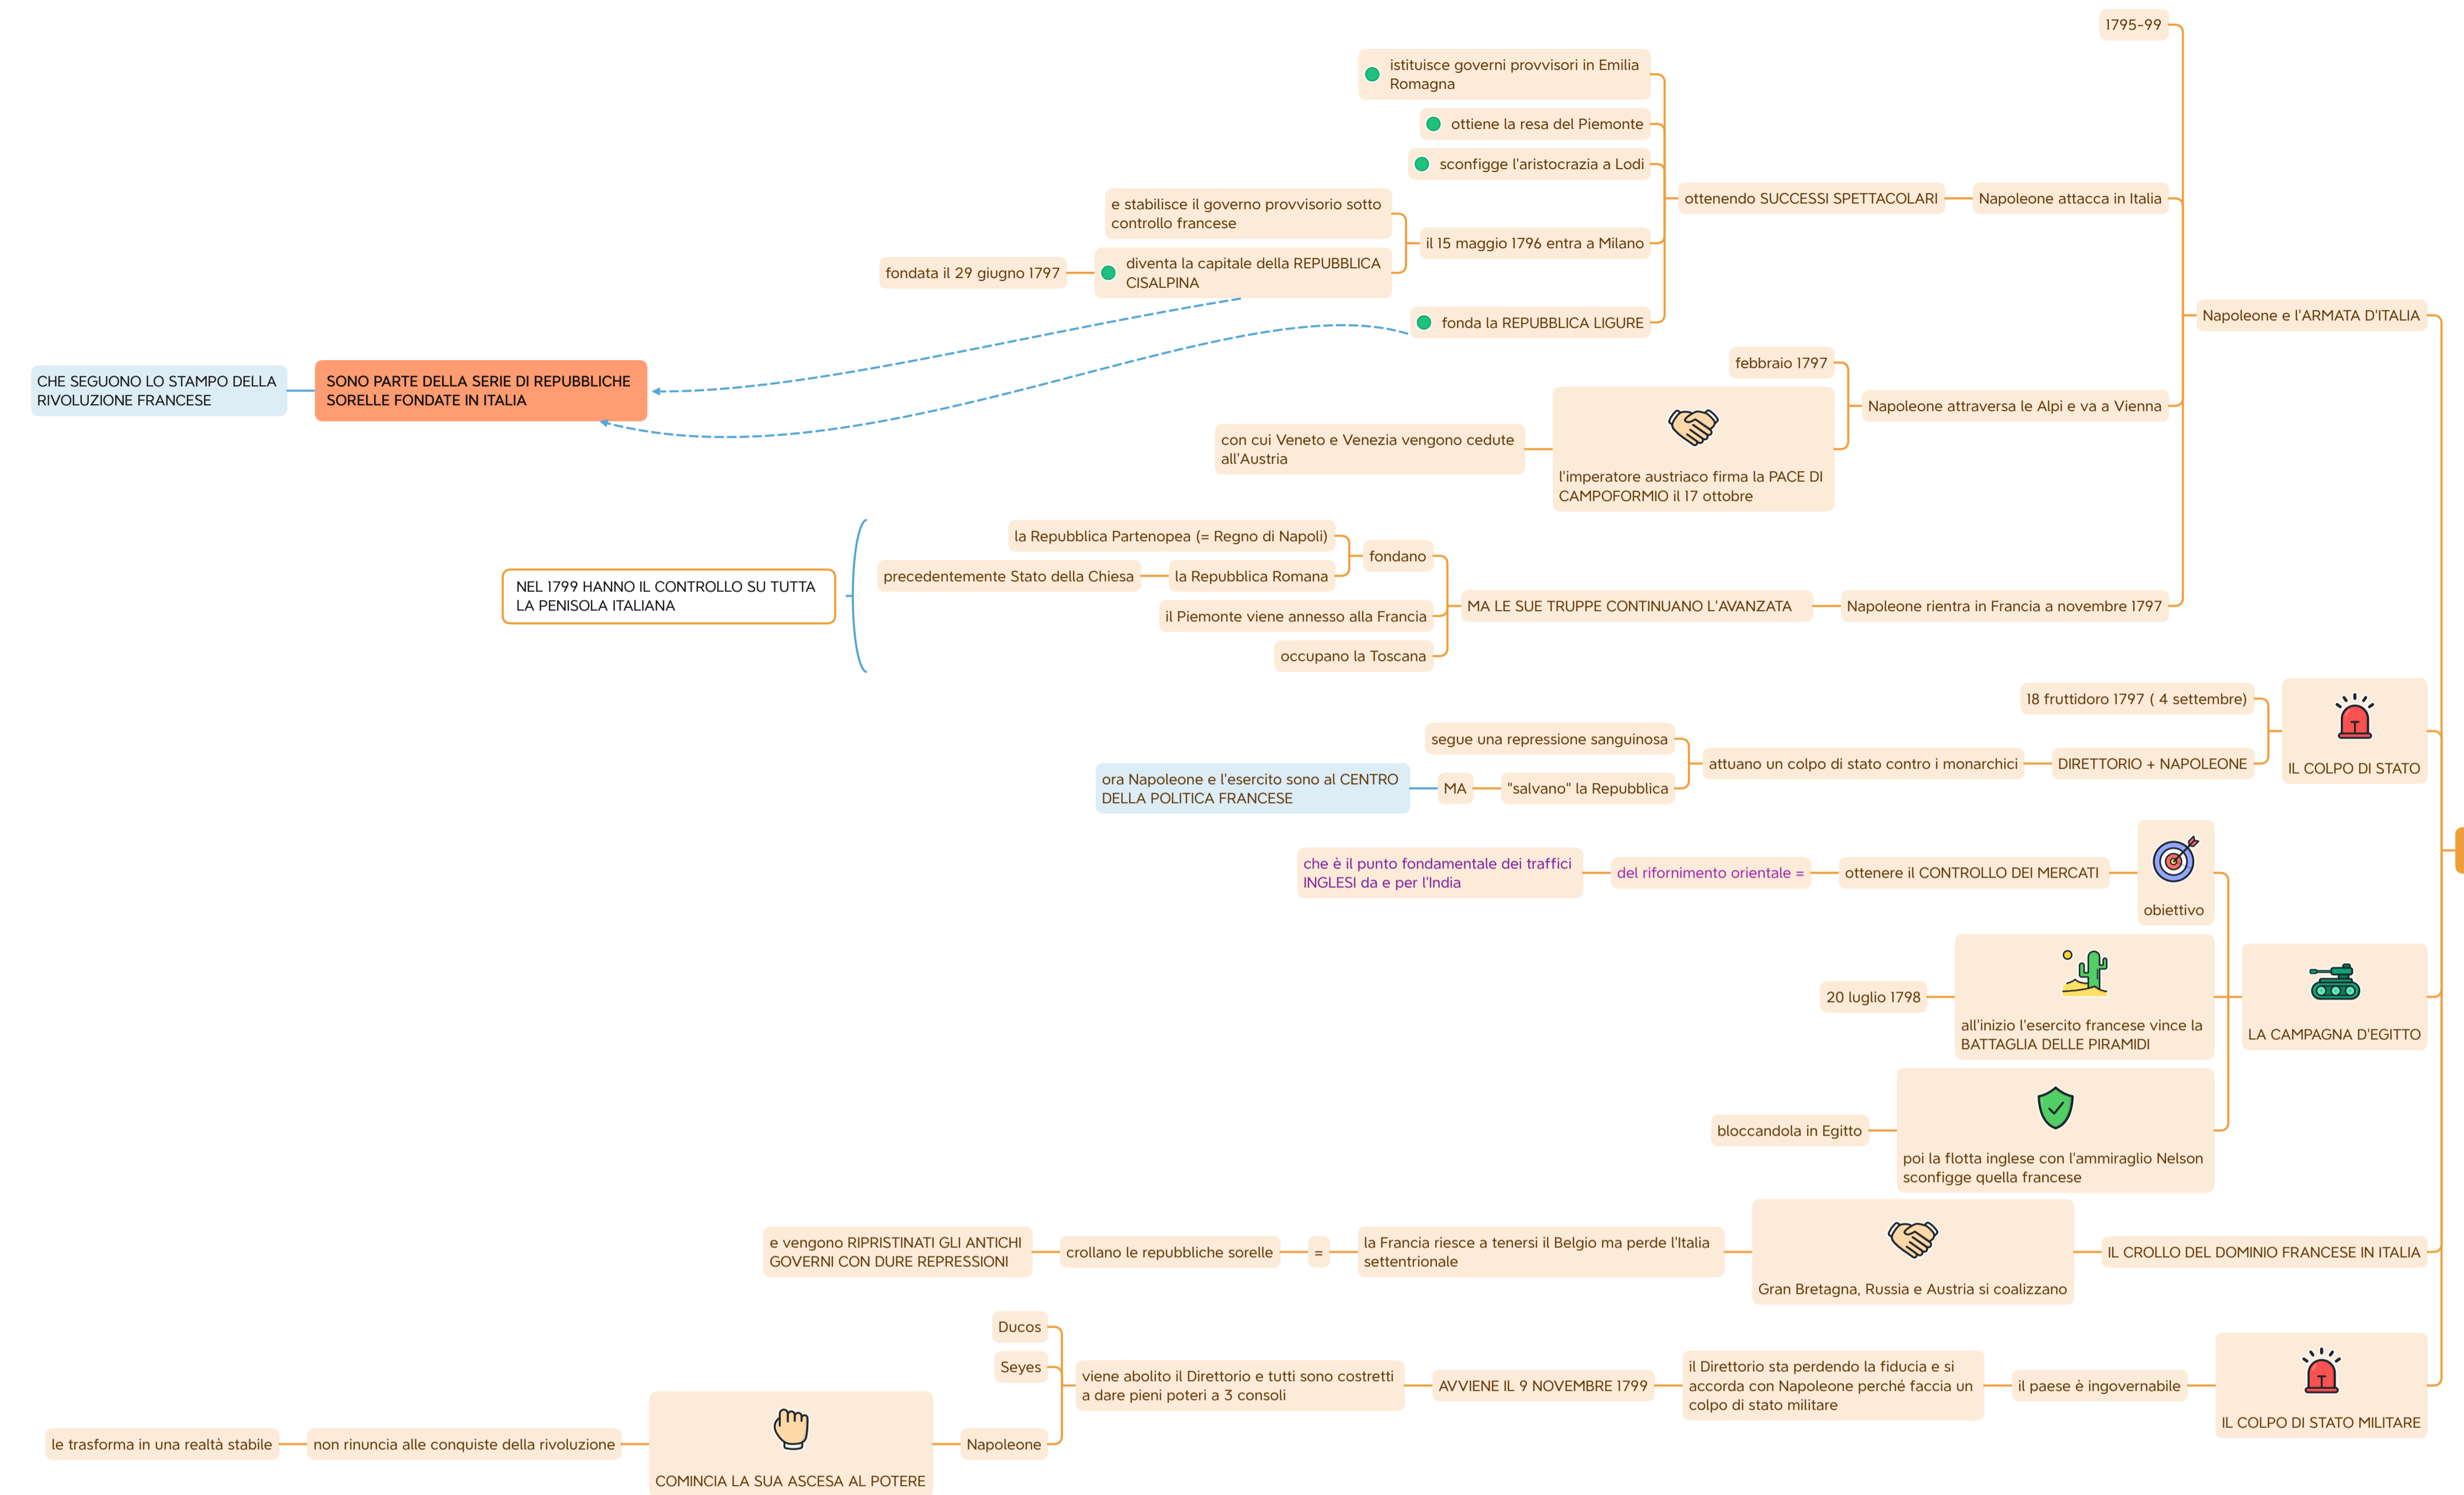 1795-99
istituisce governi provvisori in Emilia
Romagna
ottiene la resa del Piemonte
sconfigge l'aristocrazia a Lodi
e stabilisce il governo provvisorio sotto
controllo francese
ottenendo SUCCESSI SPETTACOLARI
Napoleone attacca in Italia
il 15 maggio 1796 entra a Milano
fondata il 29 giugno 1797
diventa la capitale della REPUBBLICA
CISALPINA
fonda la REPUBBLICA LIGURE
Napoleone e l'ARMATA D'ITALIA
CHE SEGUONO LO STAMPO DELLA
RIVOLUZIONE FRANCESE
SONO PARTE DELLA SERIE DI REPUBBLICHE
SORELLE FONDATE IN ITALIA
febbraio 1797
Napoleone attraversa le Alpi e va a Vienna
con cui Veneto e Venezia vengono cedute
all'Austria
l'imperatore austriaco firma la PACE DI
CAMPOFORMIO il 17 ottobre
la Repubblica Partenopea (= Regno di Napoli)
fondano
precedentemente Stato della Chiesa
la Repubblica Romana
NEL 1799 HANNO IL CONTROLLO SU TUTTA
LA PENISOLA ITALIANA
MA LE SUE TRUPPE CONTINUANO L'AVANZATA
Napoleone rientra in Francia a novembre 1797
il Piemonte viene annesso alla Francia
occupano la Toscana
18 fruttidoro 1797 ( 4 settembre)
segue una repressione sanguinosa
attuano un colpo di stato contro i monarchici
DIRETTORIO + NAPOLEONE
IL COLPO DI STATO
ora Napoleone e l'esercito sono al CENTRO
DELLA POLITICA FRANCESE
MA
"salvano" la Repubblica
che è il punto fondamentale dei traffici
INGLESI da e per l'India
del rifornimento orientale =
ottenere il CONTROLLO DEI MERCATI
obiettivo
20 luglio 1798
all'inizio l'esercito francese vince la
BATTAGLIA DELLE PIRAMIDI
LA CAMPAGNA D'EGITTO
bloccandola in Egitto
poi la flotta inglese con l'ammiraglio Nelson
sconfigge quella francese
e vengono RIPRISTINATI GLI ANTICHI
GOVERNI CON DURE REPRESSIONI
crollano le repubbliche sorelle
=
la Francia riesce a tenersi il Belgio ma perde l'Italia
settentrionale
Gran Bretagna, Russia e Austria si coalizzano
IL CROLLO DEL DOMINIO FRANCESE IN ITALIA
Ducos
Seyes
viene abolito il Direttorio e tutti sono costretti
a dare pieni poteri a 3 consoli
AVVIENE IL 9 NOVEMBRE 1799
il Direttorio sta perdendo la fiducia e si
accorda con Napoleone perché faccia un
colpo di stato militare
il paese è ingovernabile
IL COLPO DI STATO MILITARE
le trasforma in una realtà stabile
non rinuncia alle conquiste della rivoluzione
COMINCIA LA SUA ASCESA AL POTERE
Napoleone